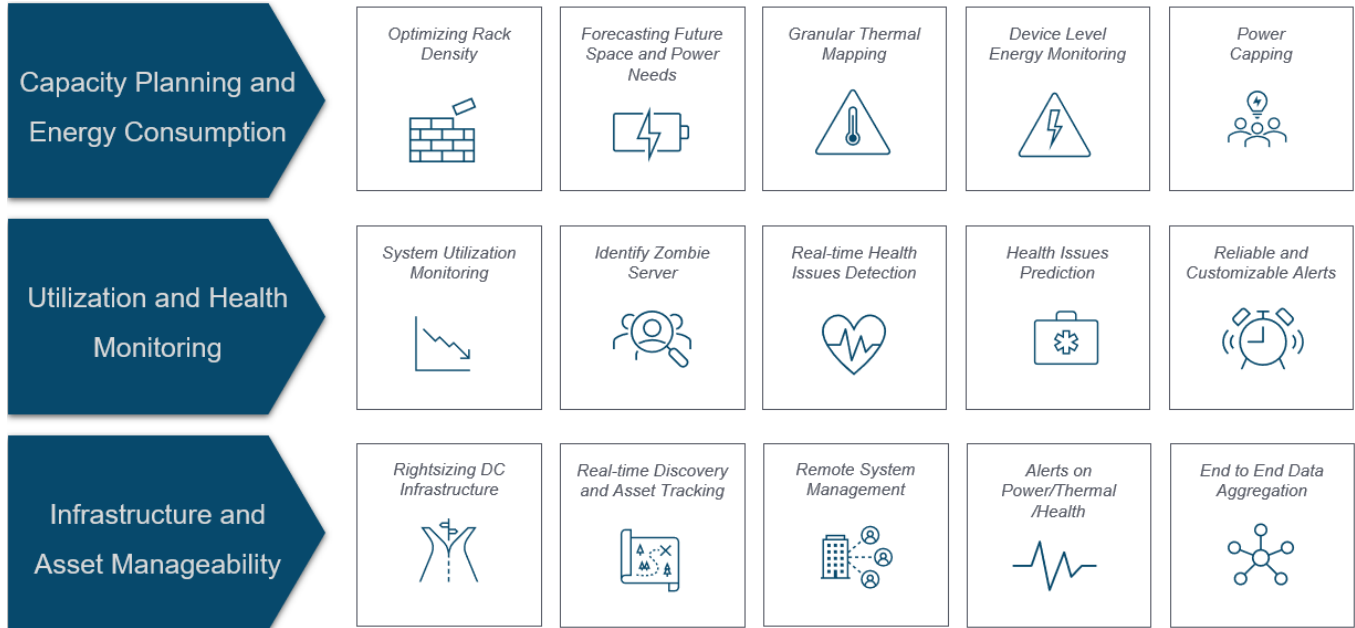 Capacity Planning and
Energy Consumption
Optimizing Rack
Density
Forecasting Future
Space and Power
Needs
Granular Thermal
Mapping
Device Level
Energy Monitoring
Power
Capping
Utilization and Health
Monitoring
System Utilization
Monitoring
Identify Zombie
Server
Real-time Health
Issues Detection
Health Issues
Prediction
Reliable and
Customizable Alerts
Infrastructure and
Asset Manageability
Rightsizing DC
Infrastructure
Real-time Discovery
and Asset Tracking
Remote System
Management
Alerts on
Power/Thermal
/Health
End to End Data
Aggregation